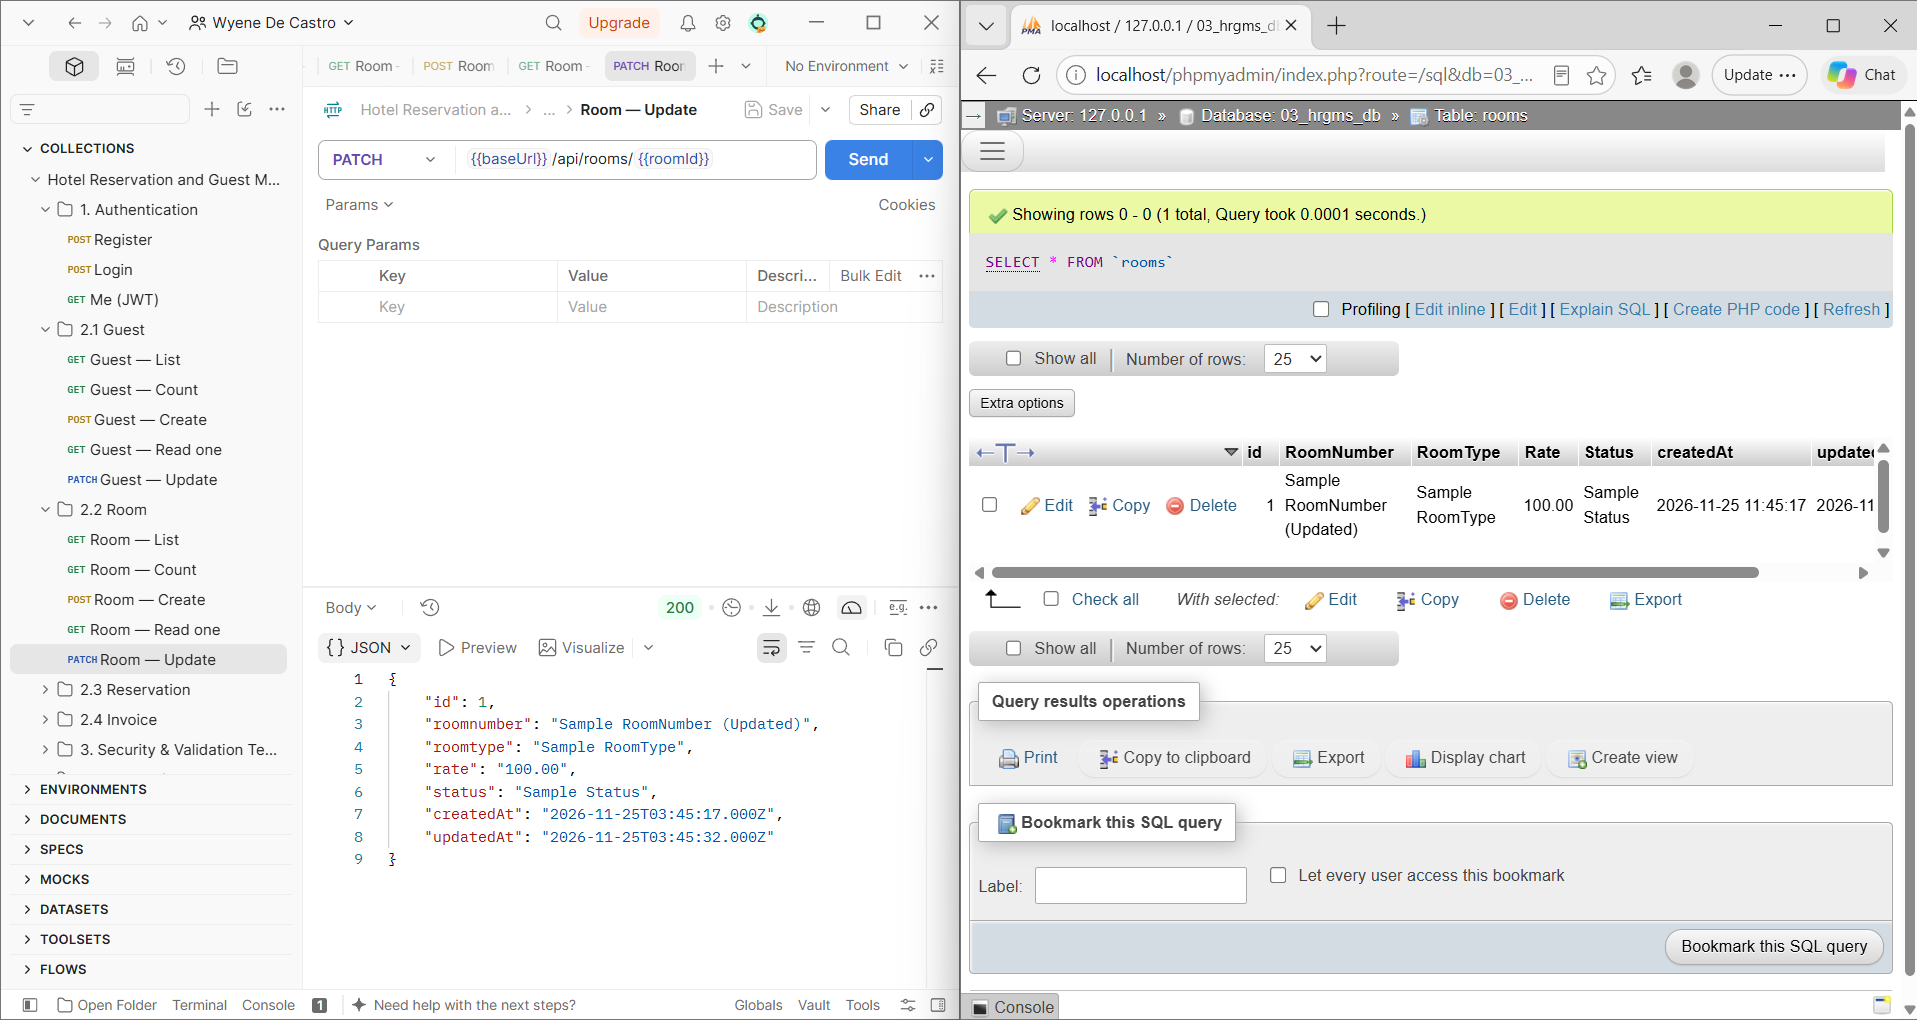 Wyene De Castro
Upgrade
GET Room
POST Room
GET Room
PATCH Roor
No Environment
Hotel Reservation a... > ... > Room — Update
Save
Share
COLLECTIONS
Hotel Reservation and Guest M...
1. Authentication
POST Register
POST Login
GET Me (JWT)
2.1 Guest
GET Guest — List
GET Guest — Count
POST Guest — Create
GET Guest — Read one
PATCH Guest — Update
2.2 Room
GET Room — List
GET Room — Count
POST Room — Create
GET Room — Read one
PATCH Room — Update
2.3 Reservation
2.4 Invoice
3. Security & Validation Te...
ENVIRONMENTS
DOCUMENTS
SPECS
MOCKS
DATASETS
TOOLSETS
FLOWS
PATCH
{{baseUrl}} /api/rooms/ {{roomId}}
Send
Params
Cookies
Query Params
Key Value Descri... Bulk Edit
Key Value Description
Body
200
e.g.
{} JSON
Preview
Visualize
1 {
2 "id": 1,
3 "roomnumber": "Sample RoomNumber (Updated)",
4 "roomtype": "Sample RoomType",
5 "rate": "100.00",
6 "status": "Sample Status",
7 "createdAt": "2026-11-25T03:45:17.000Z",
8 "updatedAt": "2026-11-25T03:45:32.000Z"
9 }
Open Folder Terminal Console 1 Need help with the next steps?
Globals Vault Tools
PMA
localhost / 127.0.0.1 / 03_hrgms_d
localhost/phpmyadmin/index.php?route=/sql&db=03_...
Update
Chat
Server: 127.0.0.1 » Database: 03_hrgms_db » Table: rooms
Showing rows 0 - 0 (1 total, Query took 0.0001 seconds.)
SELECT * FROM `rooms`
Profiling [ Edit inline ] [ Edit ] [ Explain SQL ] [ Create PHP code ] [ Refresh ]
Show all Number of rows: 25
Extra options
id RoomNumber RoomType Rate Status createdAt updatec
Edit Copy Delete 1 Sample RoomNumber (Updated) Sample RoomType 100.00 Sample Status 2026-11-25 11:45:17 2026-11
Check all With selected: Edit Copy Delete Export
Show all Number of rows: 25
Query results operations
Print Copy to clipboard Export Display chart Create view
Bookmark this SQL query
Label:
Let every user access this bookmark
Bookmark this SQL query
Console